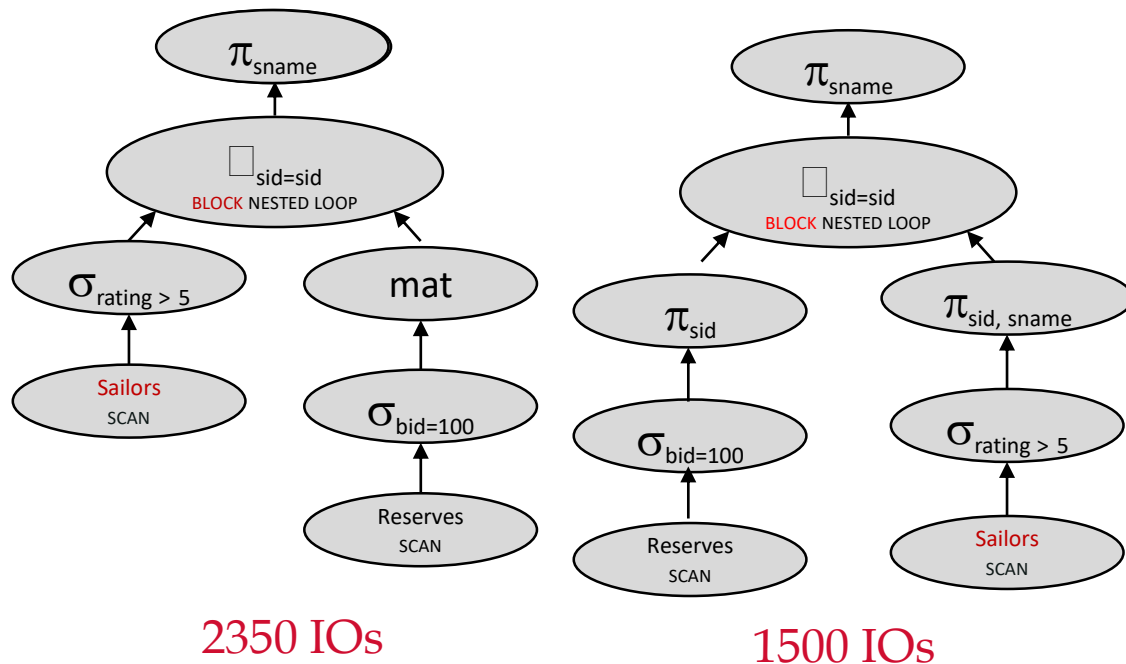 πsname
□sid=sid
BLOCK NESTED LOOP
σrating > 5
mat
Sailors
SCAN
σbid=100
Reserves
SCAN
2350 IOs
πsname
□sid=sid
BLOCK NESTED LOOP
πsid
πsid, sname
σbid=100
σrating > 5
Reserves
SCAN
Sailors
SCAN
1500 IOs